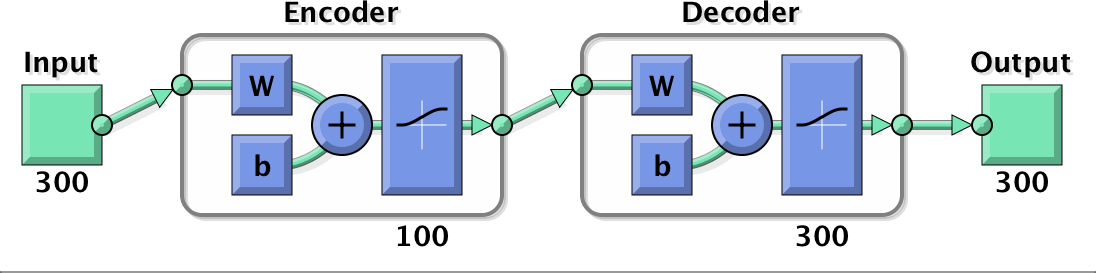 Encoder
Decoder
Input
Output
W
W
+
+
b
b
300
300
100
300